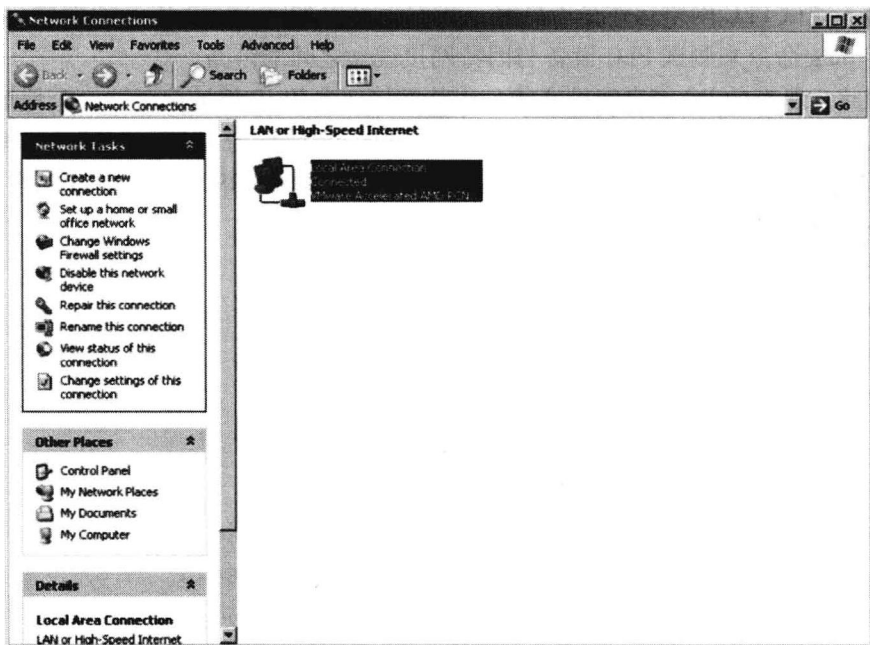 Network Connections
File Edit View Favorites Tools Advanced Help
Back Search Folders
Address Network Connections Go
Network Tasks
Create a new
connection
Set up a home or small
office network
Change Windows
Firewall settings
Disable this network
device
Repair this connection
Rename this connection
View status of this
connection
Change settings of this
connection
Other Places
Control Panel
My Network Places
My Documents
My Computer
Details
Local Area Connection
LAN or High-Speed Internet
LAN or High-Speed Internet
Local Area Connection
Connected
VMware Accelerated AMD PCN...